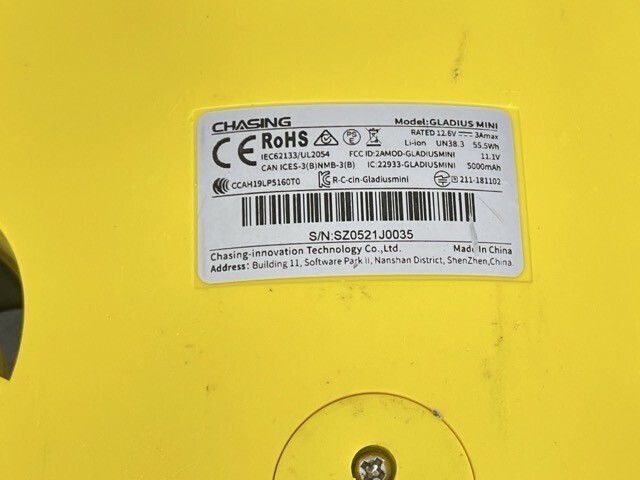 CHASING
Model:GLADIUS MINI
CE RoHS
RATED 12.6V 3Amax
Li-ion UN38.3 55.5Wh
IEC62133/UL2054 FCC ID:2AMOD-GLADIUSMINI 11.1V
CAN ICES-3(B)NMB-3(B) IC:22933-GLADIUSMINI 5000mAh
CCAH19LP5160T0 R-C-cin-Gladiusmini 211-181102
S/N:SZ0521J0035
Chasing-innovation Technology Co.,Ltd. Made In China
Address: Building 11, Software Park II, Nanshan District, ShenZhen,China